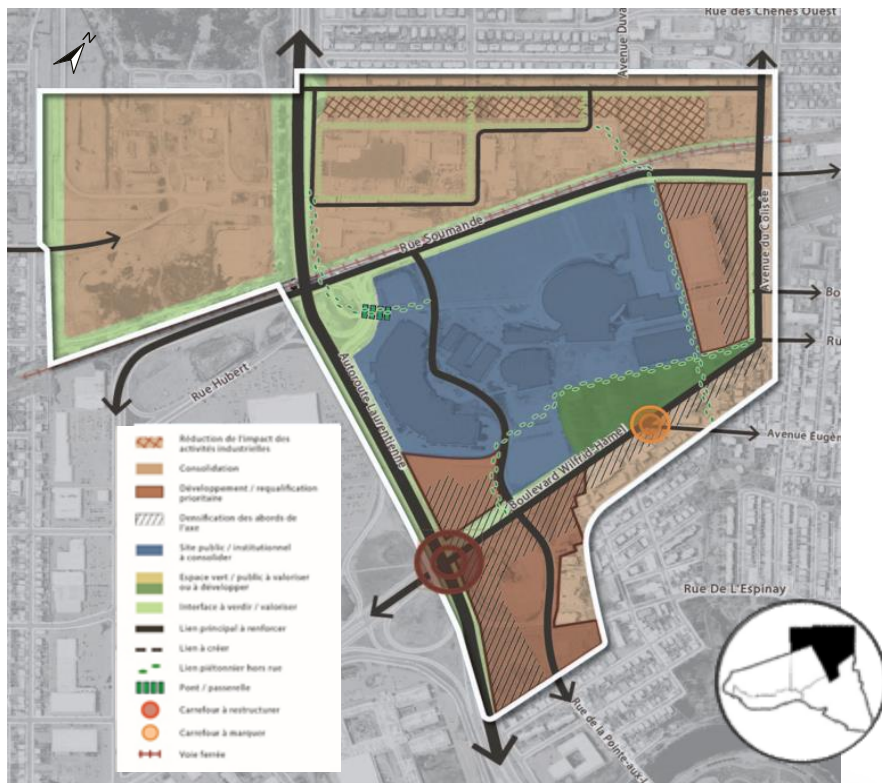 Rue des Chênes Ouest
N
Avenue Duva
Rue Soumande
Avenue du Colisée
Bo
Ru
Rue Hubert
Autoroute Laurentienne
Boulevard Wilfrid-Hamel
Avenue Eugè
Rue De L'Espinay
Rue de la Pointe-aux-
Réduction de l'impact des
activités industrielles
Consolidation
Développement / requalification
prioritaire
Densification des abords de
l'axe
Site public / institutionnel
à consolider
Espace vert / public à valoriser
ou à développer
Interface à verdir / valoriser
Lien principal à renforcer
Lien à créer
Lien piétonnier hors rue
Pont / passerelle
Carrefour à restructurer
Carrefour à marquer
Voie ferrée